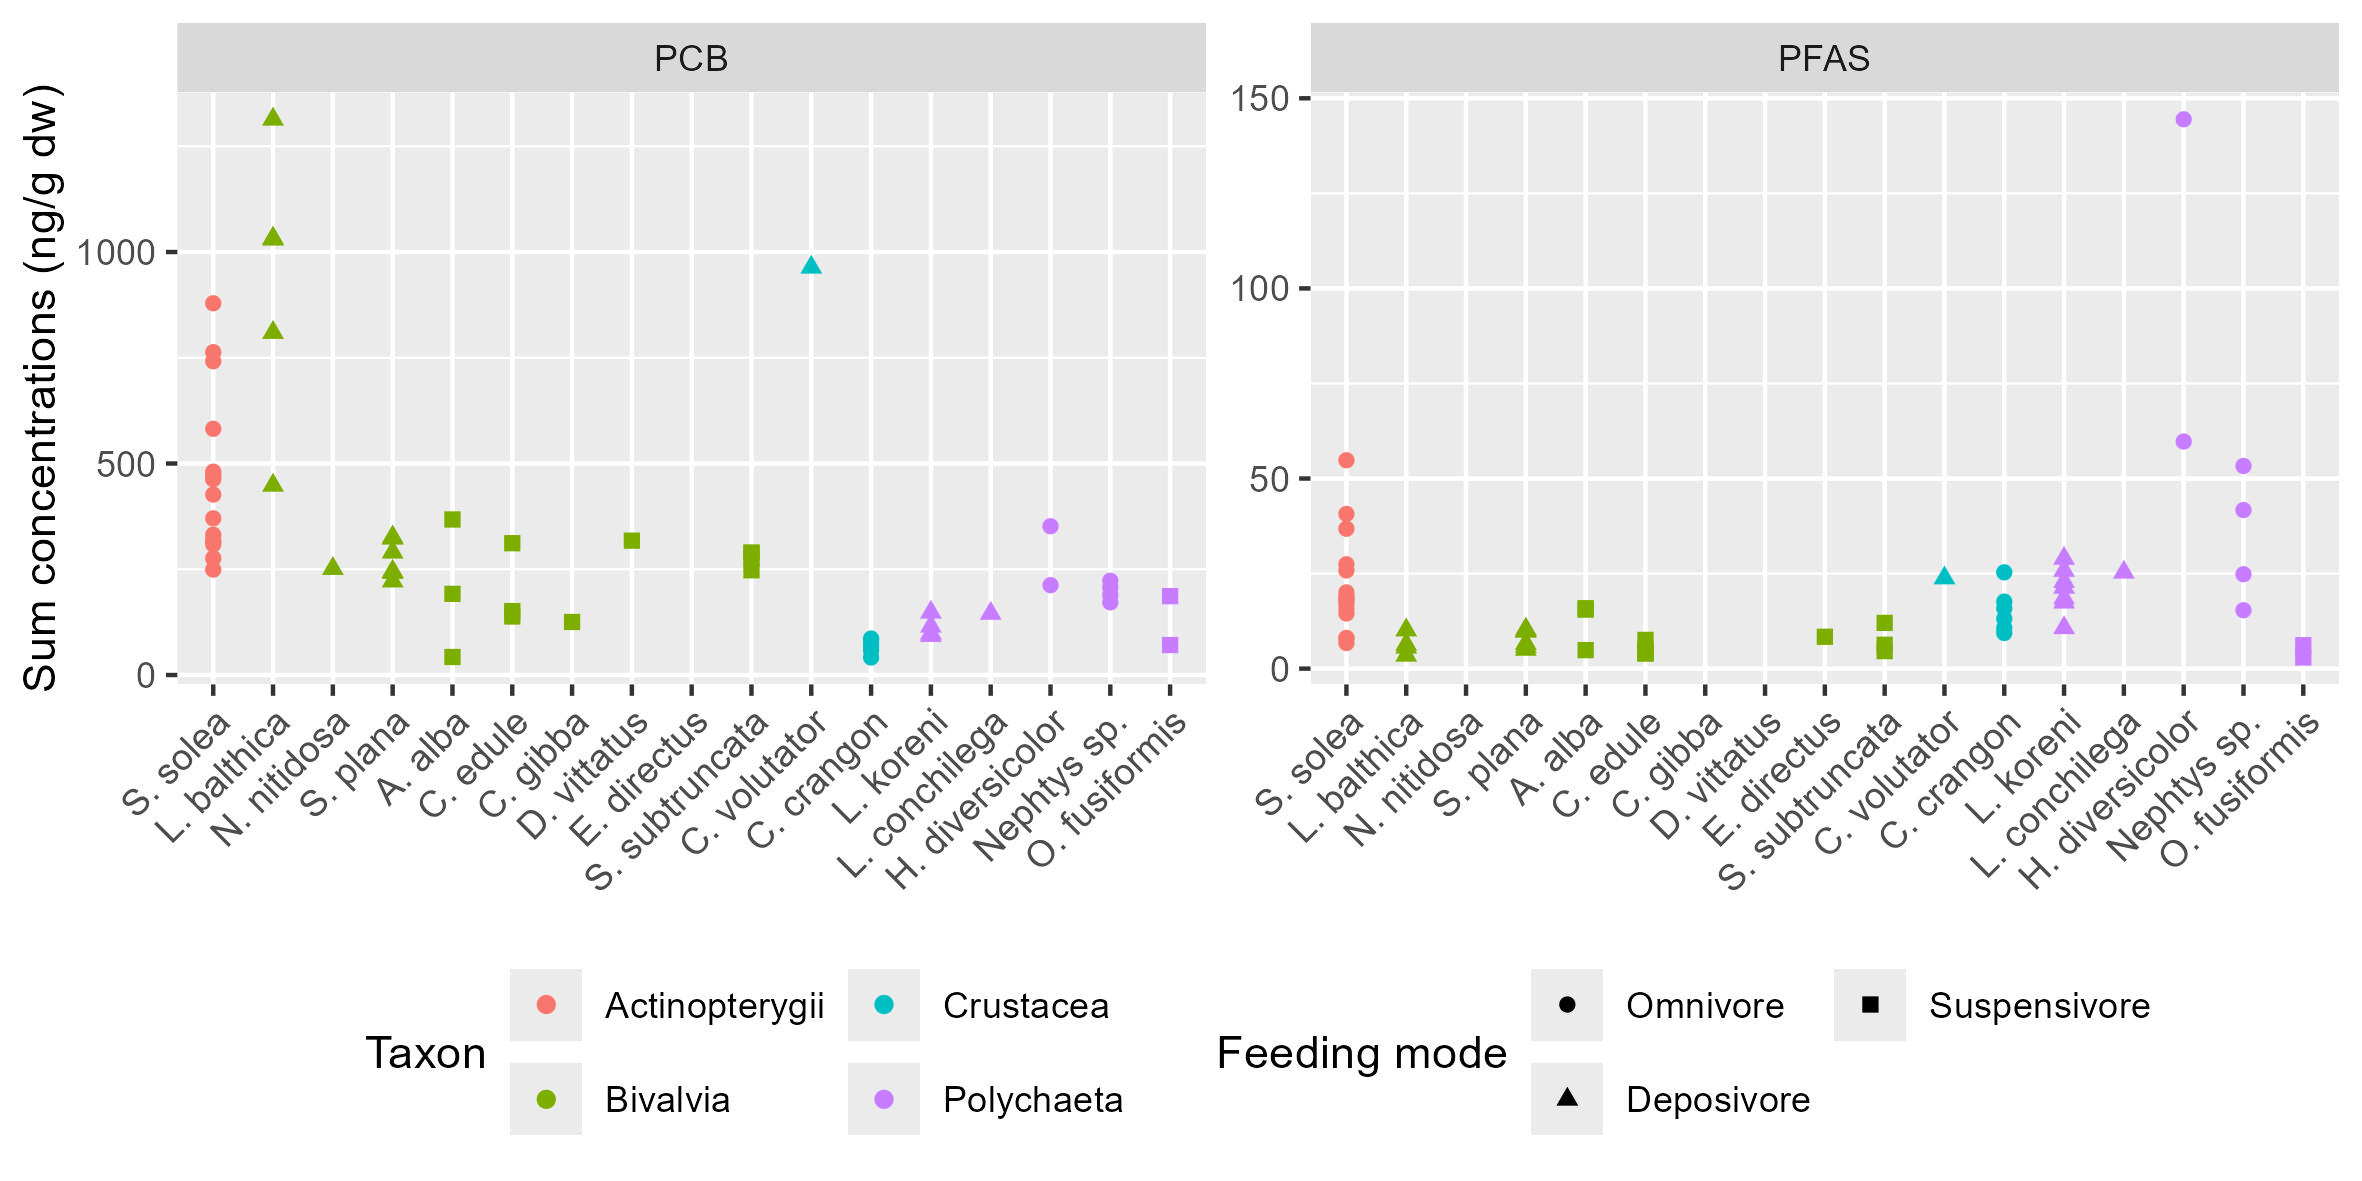 PCB
PFAS
Sum concentrations (ng/g dw)
1000
500
0
150
100
50
0
S. solea
L. balthica
N. nitidosa
S. plana
A. alba
C. edule
C. gibba
D. vittatus
E. directus
S. subtruncata
C. volutator
C. crangon
L. koreni
L. conchilega
H. diversicolor
Nephtys sp.
O. fusiformis
S. solea
L. balthica
N. nitidosa
S. plana
A. alba
C. edule
C. gibba
D. vittatus
E. directus
S. subtruncata
C. volutator
C. crangon
L. koreni
L. conchilega
H. diversicolor
Nephtys sp.
O. fusiformis
Taxon
Actinopterygii
Bivalvia
Crustacea
Polychaeta
Feeding mode
Omnivore
Deposivore
Suspensivore